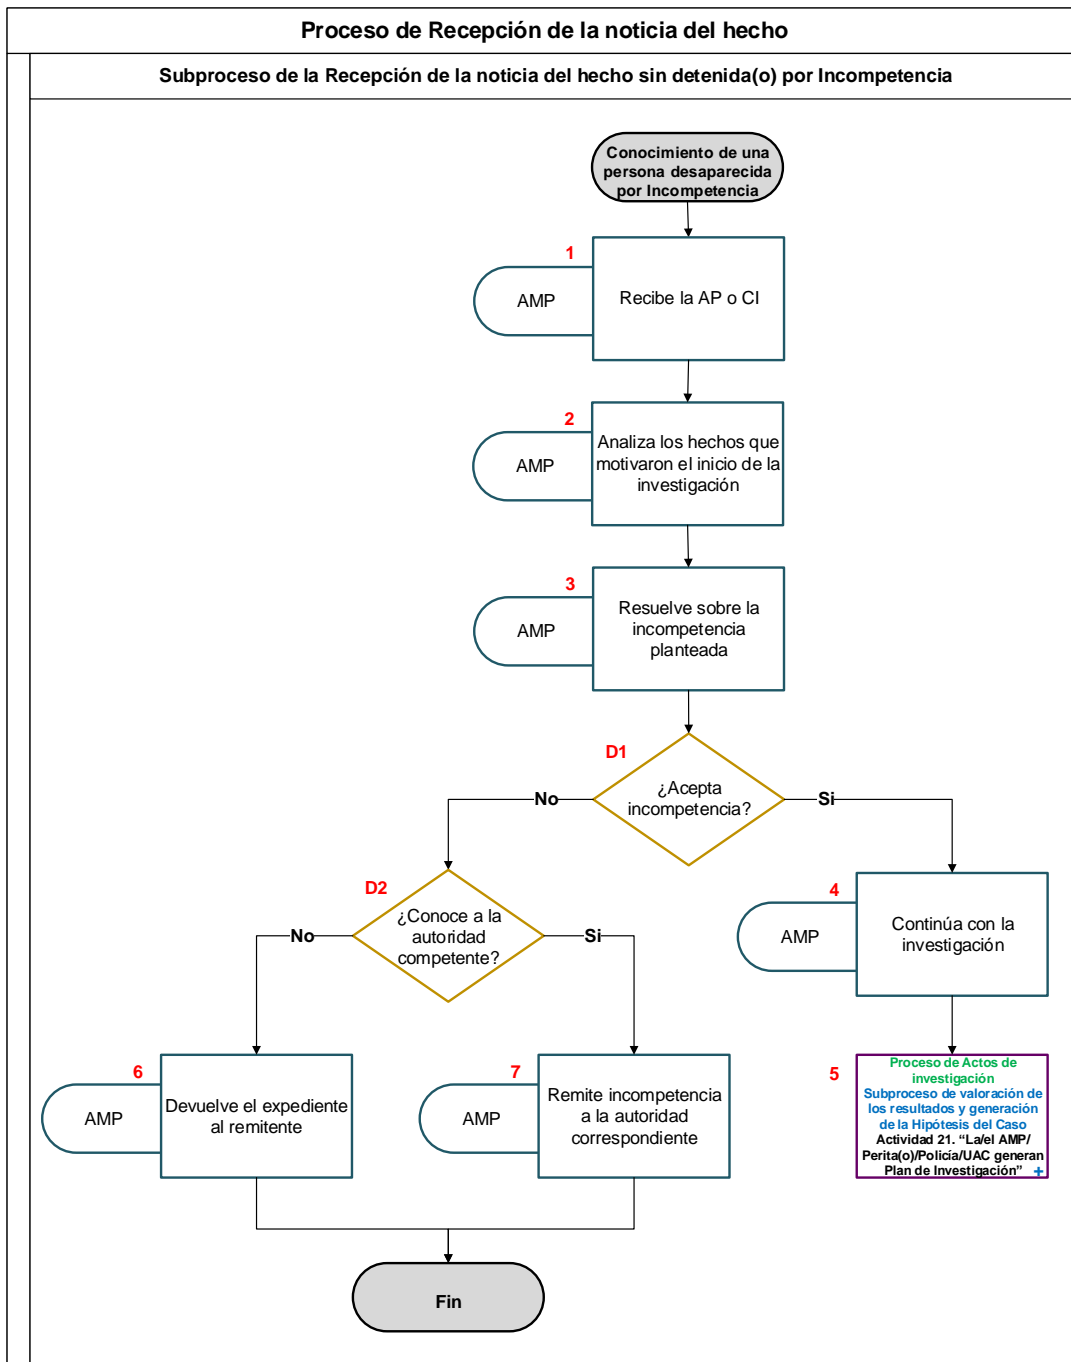 Proceso de Recepción de la noticia del hecho
Subproceso de la Recepción de la noticia del hecho sin detenida(o) por Incompetencia
Conocimiento de una
persona desaparecida
por Incompetencia
1
AMP
Recibe la AP o CI
2
AMP
Analiza los hechos que
motivaron el inicio de la
investigación
3
AMP
Resuelve sobre la
incompetencia
planteada
D1
¿Acepta
incompetencia?
No
Si
D2
¿Conoce a la
autoridad
competente?
No
Si
4
AMP
Continúa con la
investigación
6
AMP
Devuelve el expediente
al remitente
7
AMP
Remite incompetencia
a la autoridad
correspondiente
5
Proceso de Actos de
investigación
Subproceso de valoración de
los resultados y generación
de la Hipótesis del Caso
Actividad 21. “La/el AMP/
Perita(o)/Policía/UAC generan
Plan de Investigación” +
Fin